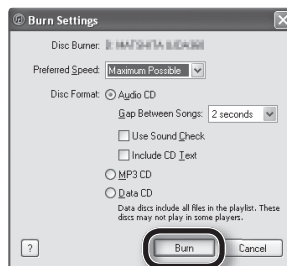 Burn Settings
Disc Burner:
Preferred Speed: Maximum Possible
Disc Format: Audio CD
Gap Between Songs: 2 seconds
Use Sound Check
Include CD Text
MP3 CD
Data CD
Data discs include all files in the playlist. These
discs may not play in some players.
? Burn Cancel